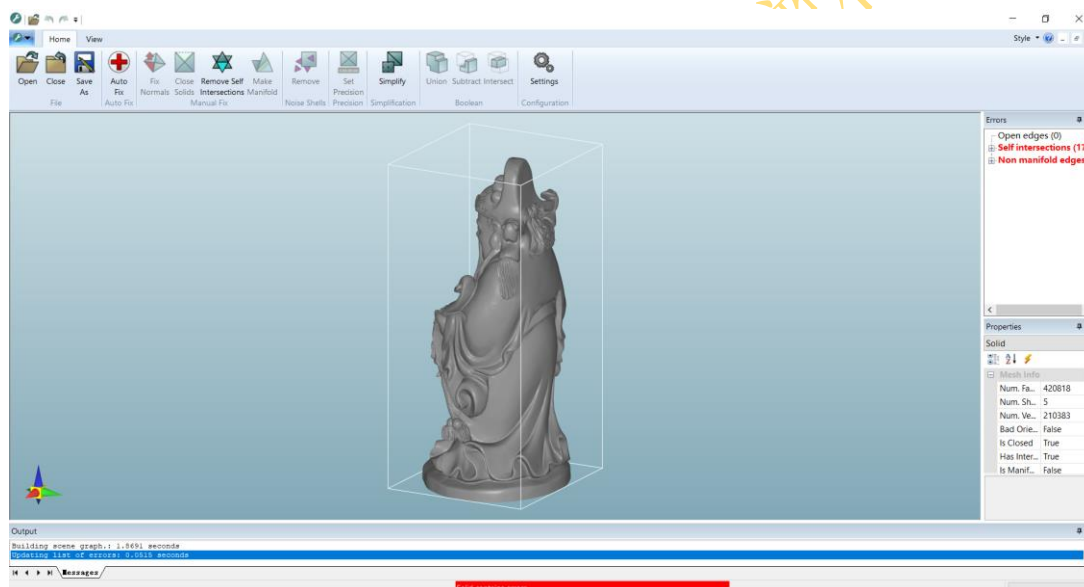 Home View
Style
Open Close Save As
Auto Fix
Fix Normals Close Solids Remove Self Intersections Make Manifold
Remove
Set Precision
Simplify
Union Subtract Intersect
Settings
File Auto Fix Manual Fix Noise Shells Precision Simplification Boolean Configuration
Errors
Open edges (0)
Self intersections (17
Non manifold edges
Properties
Solid
Mesh Info
Num. Fa... 420818
Num. Sh... 5
Num. Ve... 210383
Bad Orie... False
Is Closed True
Has Inter... True
Is Manif... False
Output
Building scene graph.: 1.8691 seconds
Updating list of errors: 0.0515 seconds
Messages